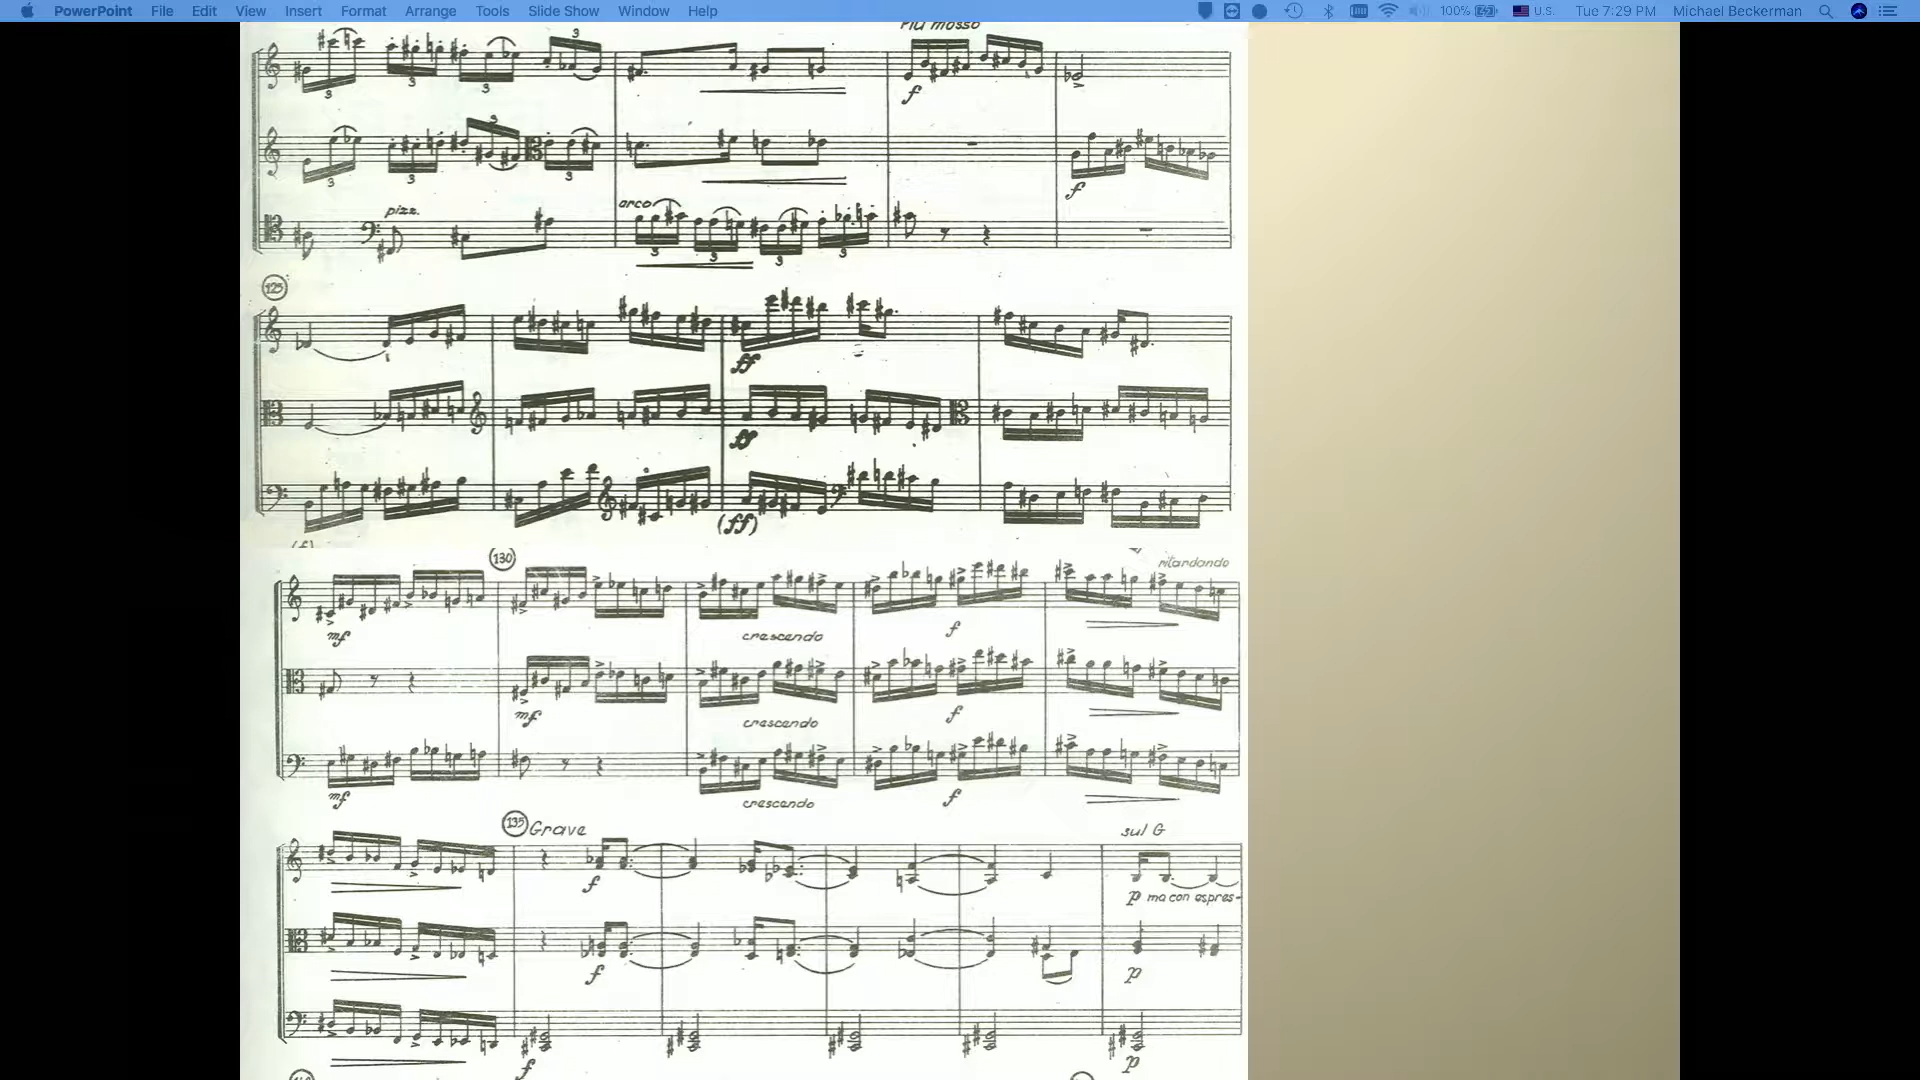 PowerPoint File Edit View Insert Format Arrange Tools Slide Show Window Help 100% U.S. Tue 7:29 PM Michael Beckerman
Più mosso
3 3 3 3
f
3 3 3 3
f
pizz. arco
3 3 3 3
125
ff
ff
(ff)
(f)
130
ritardando
mf crescendo f
mf crescendo f
mf crescendo f
135 Grave sul G
f p ma con espres-
f p
f p